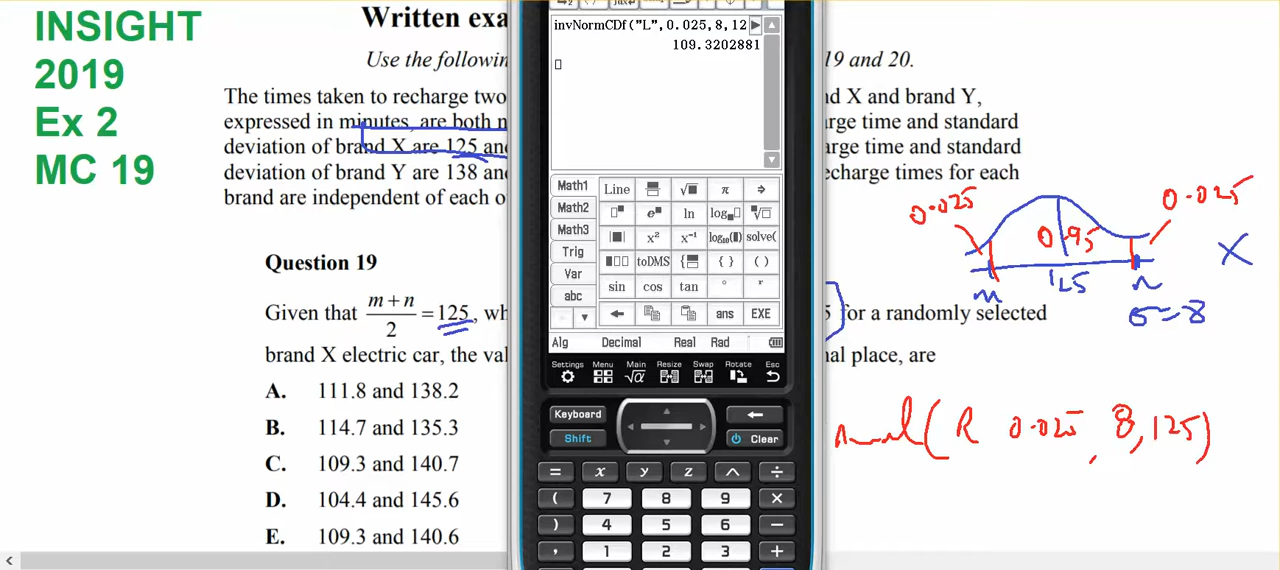 INSIGHT
2019
Ex 2
MC 19
Written exa
Use the followin
19 and 20.
The times taken to recharge two
nd X and brand Y,
expressed in minutes, are both n
arge time and standard
deviation of brand X are 125 and
arge time and standard
deviation of brand Y are 138 and
recharge times for each
brand are independent of each o
Question 19
Given that m+n/2 = 125, wh
5 for a randomly selected
brand X electric car, the val
nal place, are
A. 111.8 and 138.2
B. 114.7 and 135.3
C. 109.3 and 140.7
D. 104.4 and 145.6
E. 109.3 and 140.6
invNormCDf("L",0.025,8,12
109.3202881
Math1 Line √■ π ⇒
Math2 e■ ln log■□
Math3 |■| x² x⁻¹ log₁₀(■) solve(
Trig toDMS { } ( )
Var sin cos tan ° r
abc
← ans EXE
Alg Decimal Real Rad
Settings Menu Main Resize Swap Rotate Esc
Keyboard
Shift Clear
= x y z ^ ÷
( 7 8 9 ×
) 4 5 6 −
, 1 2 3 +
0.025
0.025
0.95
X
m 125 n
σ=8
(R 0.025, 8,125)